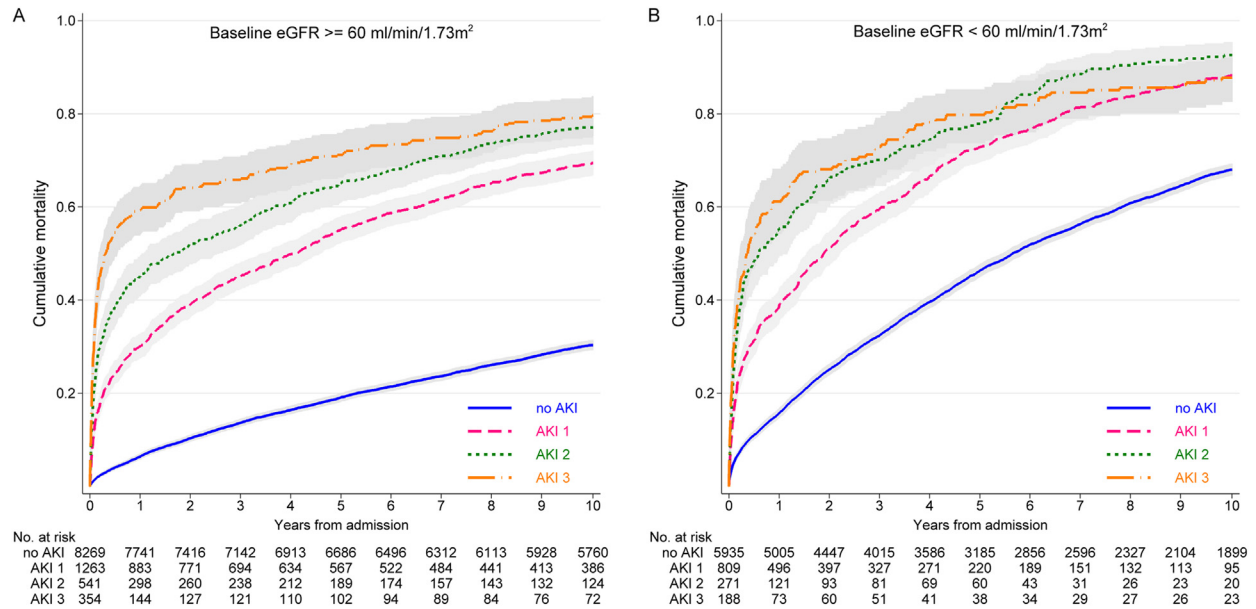 A
Baseline eGFR >= 60 ml/min/1.73m²
1.0
0.8
0.6
0.4
0.2
Cumulative mortality
no AKI
AKI 1
AKI 2
AKI 3
0 1 2 3 4 5 6 7 8 9 10
Years from admission
No. at risk
no AKI 8269 7741 7416 7142 6913 6686 6496 6312 6113 5928 5760
AKI 1 1263 883 771 694 634 567 522 484 441 413 386
AKI 2 541 298 260 238 212 189 174 157 143 132 124
AKI 3 354 144 127 121 110 102 94 89 84 76 72
B
Baseline eGFR < 60 ml/min/1.73m²
1.0
0.8
0.6
0.4
0.2
Cumulative mortality
no AKI
AKI 1
AKI 2
AKI 3
0 1 2 3 4 5 6 7 8 9 10
Years from admission
No. at risk
no AKI 5935 5005 4447 4015 3586 3185 2856 2596 2327 2104 1899
AKI 1 809 496 397 327 271 220 189 151 132 113 95
AKI 2 271 121 93 81 69 60 43 31 26 23 20
AKI 3 188 73 60 51 41 38 34 29 27 26 23